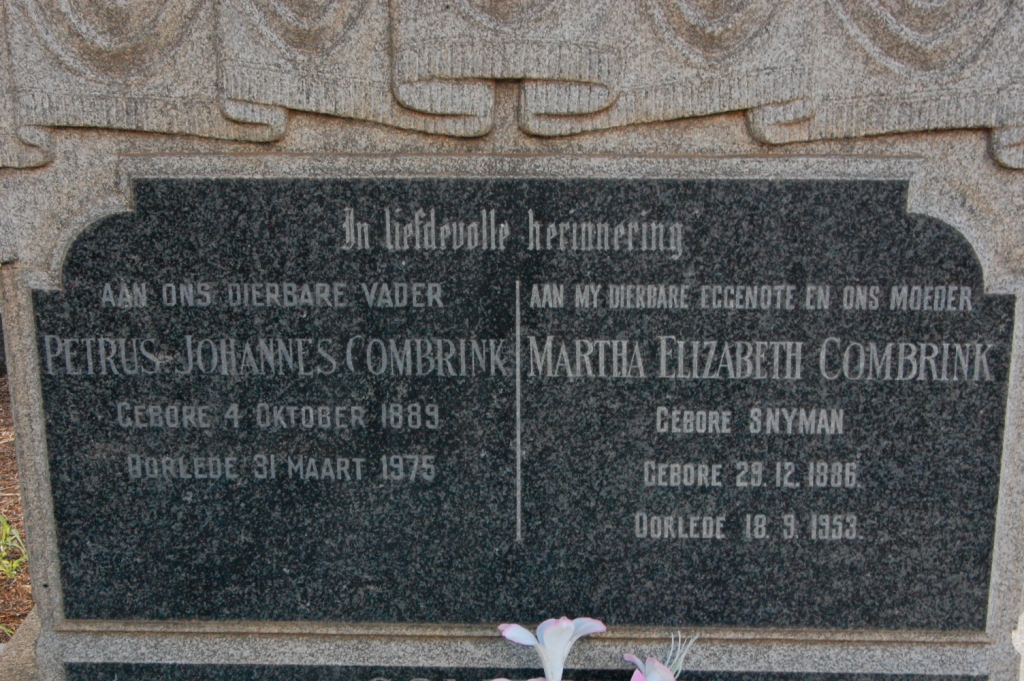 In liefdevolle herinnering
AAN ONS DIERBARE VADER
PETRUS JOHANNES COMBRINK
GEBORE 4 OKTOBER 1889
OORLEDE 31 MAART 1975
AAN MY DIERBARE EGGENOTE EN ONS MOEDER
MARTHA ELIZABETH COMBRINK
GEBORE SNYMAN
GEBORE 29.12.1886.
OORLEDE 18.9.1953.